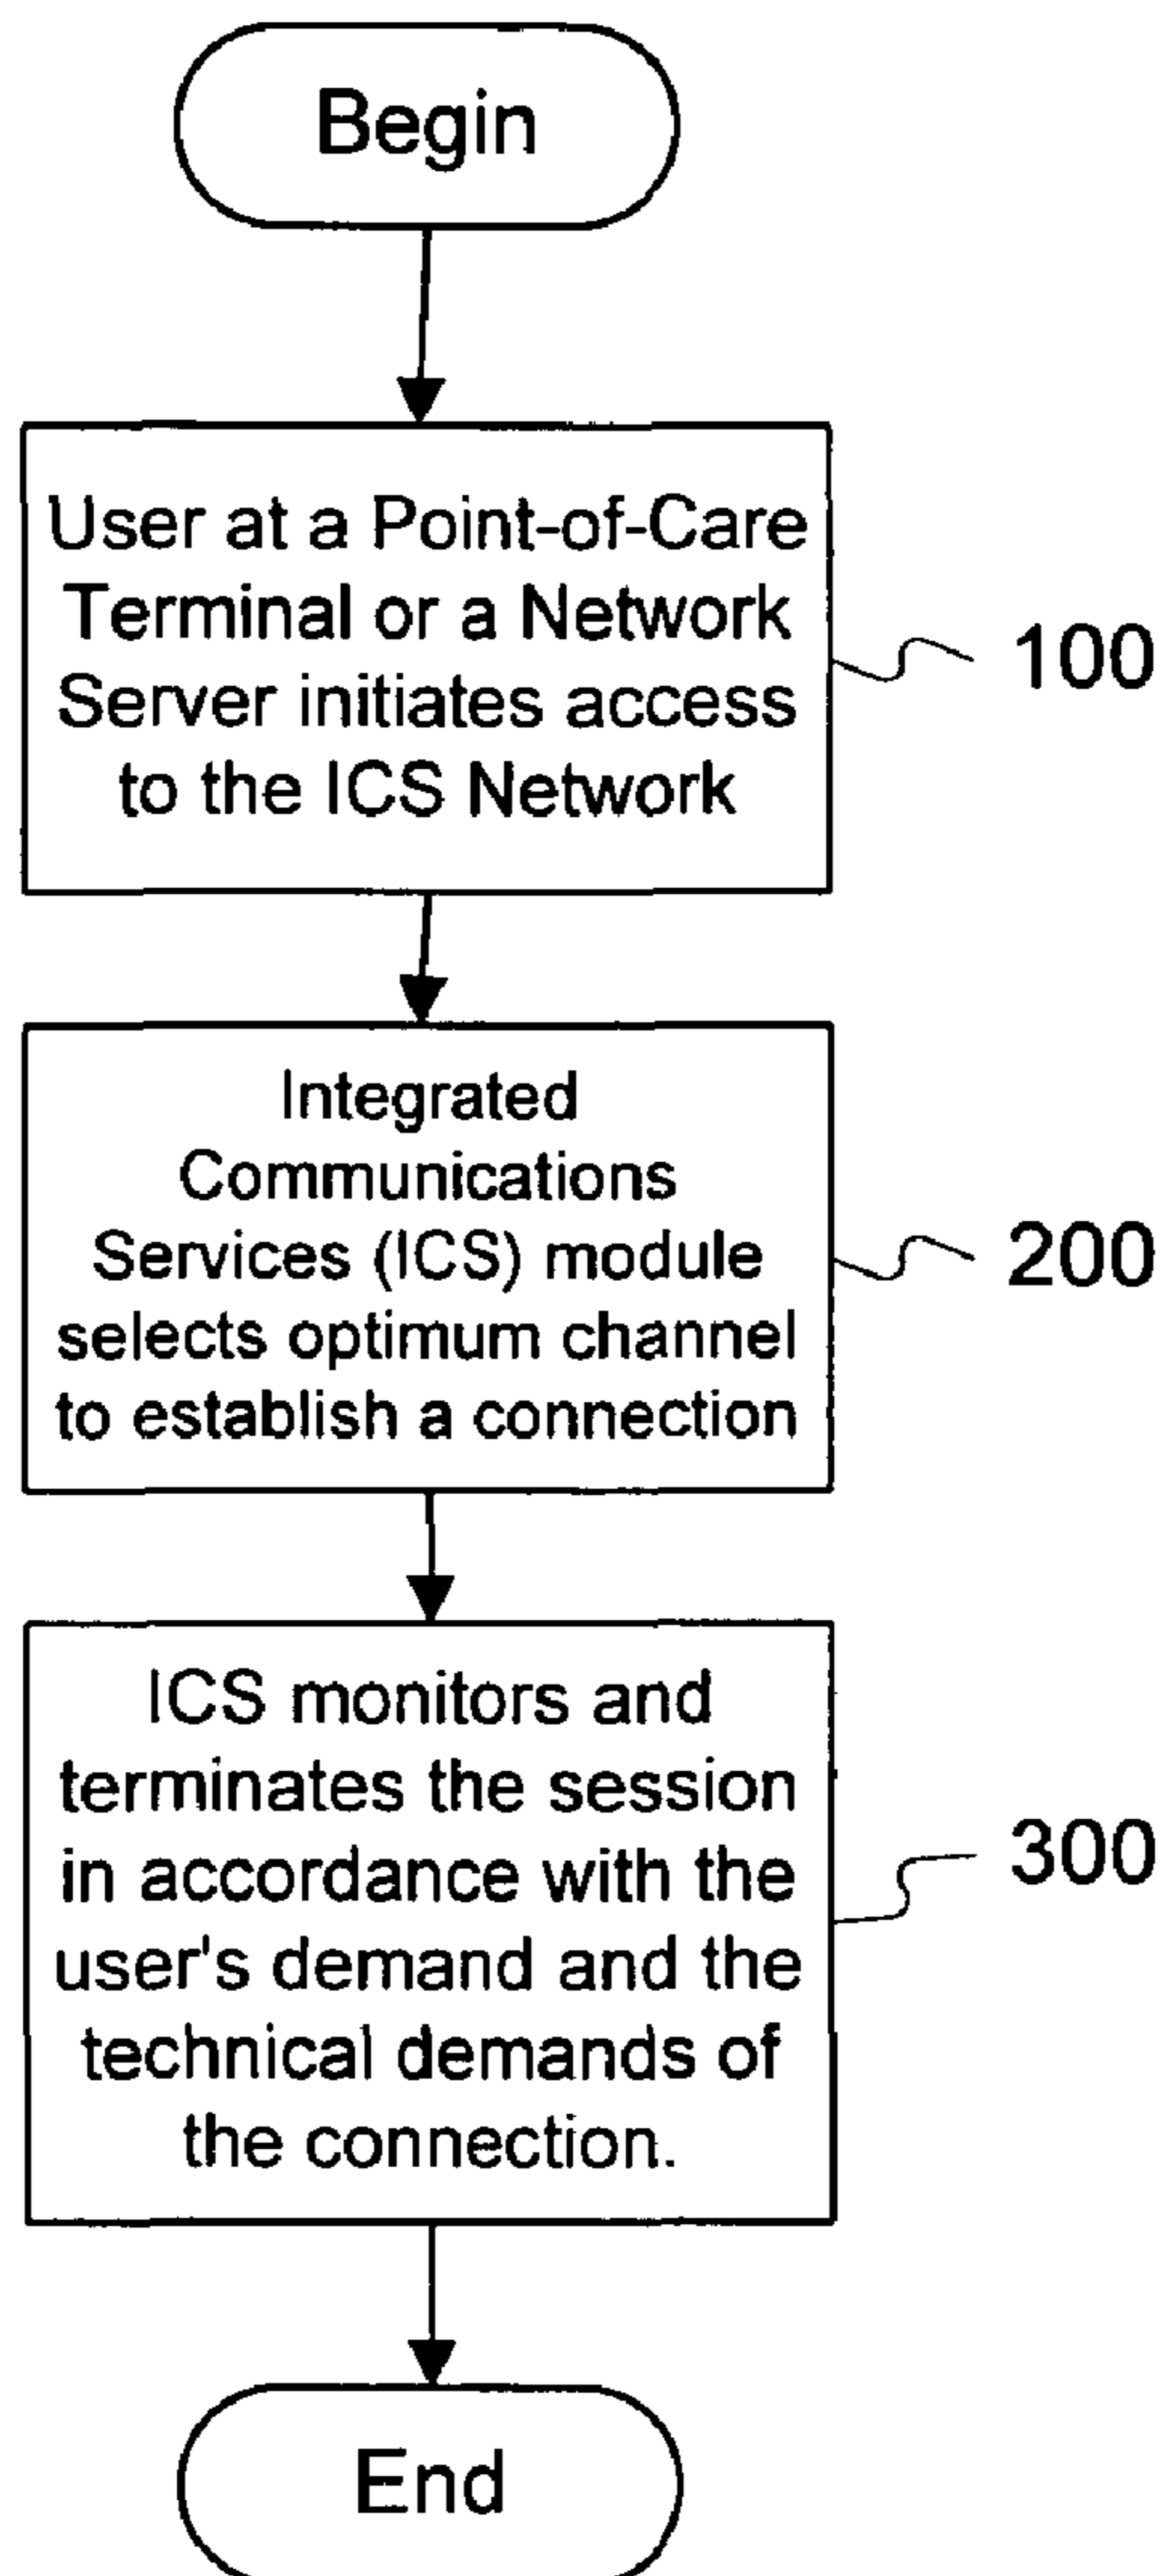 Begin
User at a Point-of-Care
Terminal or a Network
Server initiates access
to the ICS Network
100
Integrated
Communications
Services (ICS) module
selects optimum channel
to establish a connection
200
ICS monitors and
terminates the session
in accordance with the
user's demand and the
technical demands of
the connection.
300
End